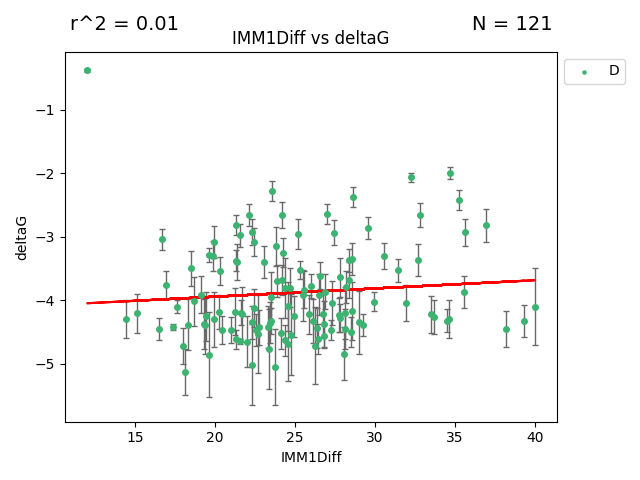 r^2 = 0.01
N = 121
IMM1Diff vs deltaG
D
deltaG
−1
−2
−3
−4
−5
15 20 25 30 35 40
IMM1Diff